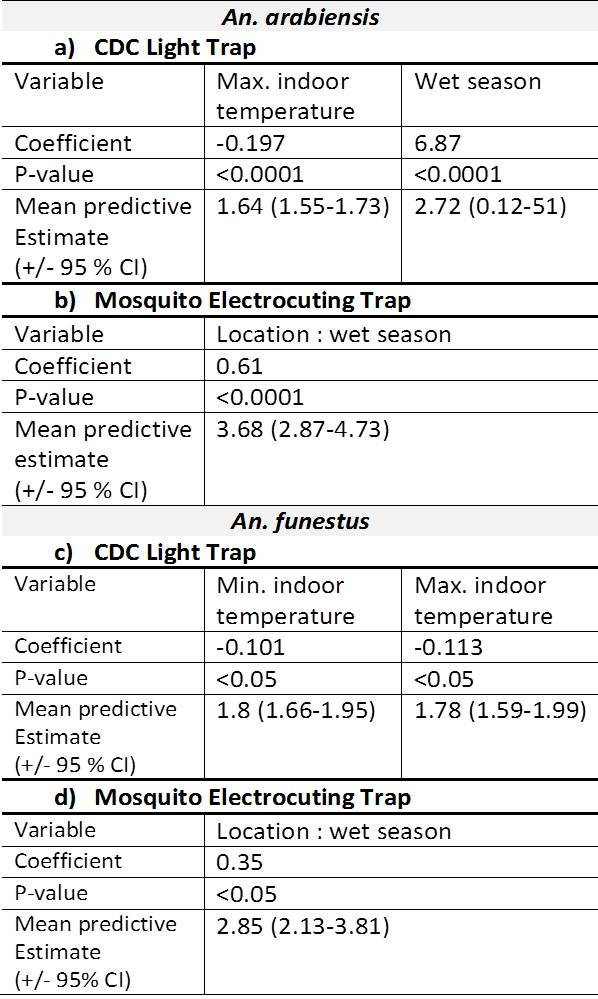 An. arabiensis
a) CDC Light Trap
Variable Max. indoor temperature Wet season
Coefficient -0.197 6.87
P-value <0.0001 <0.0001
Mean predictive 1.64 (1.55-1.73) 2.72 (0.12-51)
Estimate
(+/- 95 % CI)
b) Mosquito Electrocuting Trap
Variable Location : wet season
Coefficient 0.61
P-value <0.0001
Mean predictive 3.68 (2.87-4.73)
estimate
(+/- 95 % CI)
An. funestus
c) CDC Light Trap
Variable Min. indoor temperature Max. indoor temperature
Coefficient -0.101 -0.113
P-value <0.05 <0.05
Mean predictive 1.8 (1.66-1.95) 1.78 (1.59-1.99)
Estimate
(+/- 95 % CI)
d) Mosquito Electrocuting Trap
Variable Location : wet season
Coefficient 0.35
P-value <0.05
Mean predictive 2.85 (2.13-3.81)
Estimate
(+/- 95% CI)